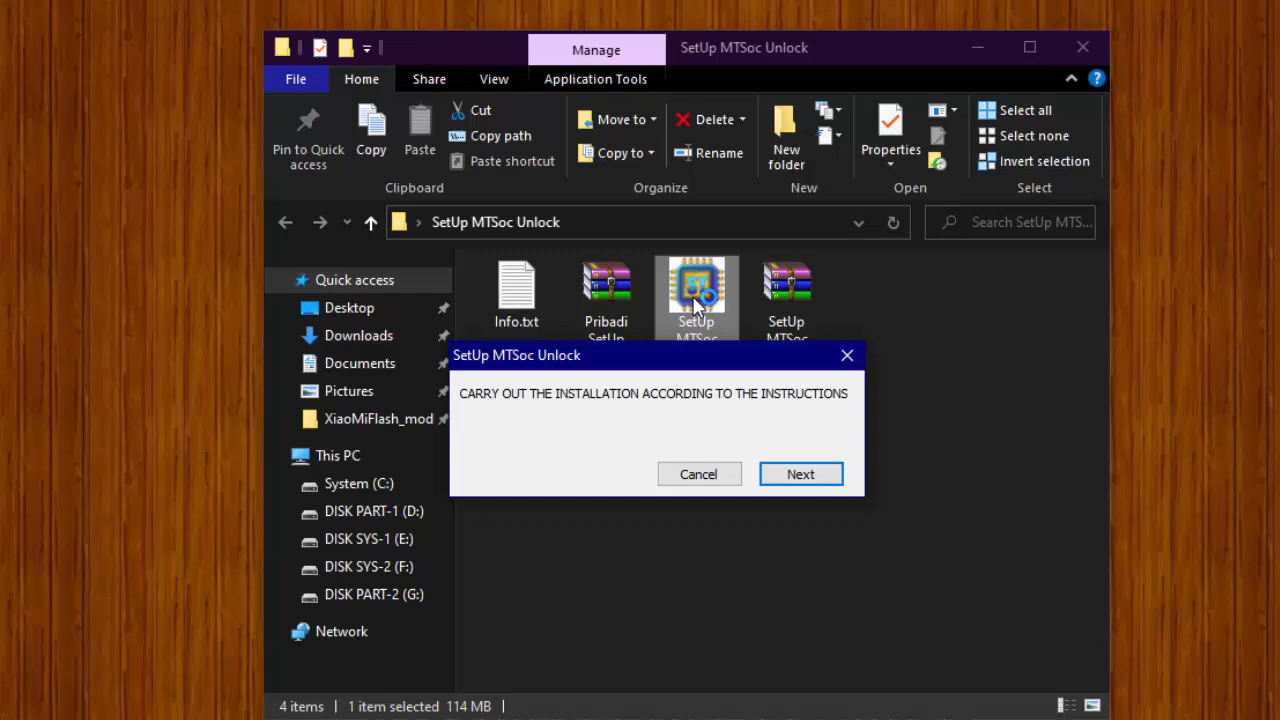 Manage
SetUp MTSoc Unlock
File
Home
Share
View
Application Tools
Pin to Quick
access
Copy
Paste
Cut
Copy path
Paste shortcut
Clipboard
Move to
Copy to
Delete
Rename
Organize
New
folder
New
Properties
Open
Select all
Select none
Invert selection
Select
SetUp MTSoc Unlock
Search SetUp MTS...
Quick access
Desktop
Downloads
Documents
Pictures
XiaoMiFlash_mod
This PC
System (C:)
DISK PART-1 (D:)
DISK SYS-1 (E:)
DISK SYS-2 (F:)
DISK PART-2 (G:)
Network
Info.txt
Pribadi
SetUp
SetUp
MTSoc
SetUp
MTSoc
SetUp MTSoc Unlock
CARRY OUT THE INSTALLATION ACCORDING TO THE INSTRUCTIONS
Cancel
Next
4 items
1 item selected 114 MB